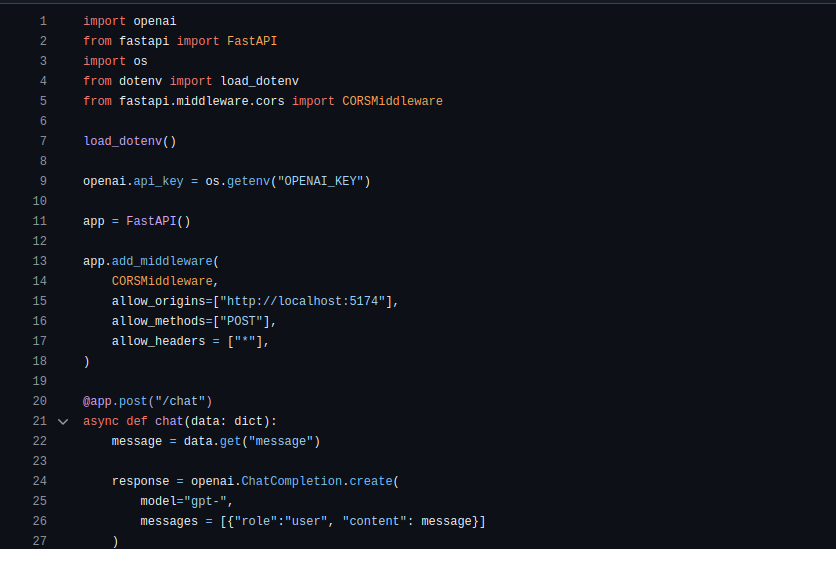 1 import openai
2 from fastapi import FastAPI
3 import os
4 from dotenv import load_dotenv
5 from fastapi.middleware.cors import CORSMiddleware
6
7 load_dotenv()
8
9 openai.api_key = os.getenv("OPENAI_KEY")
10
11 app = FastAPI()
12
13 app.add_middleware(
14     CORSMiddleware,
15     allow_origins=["http://localhost:5174"],
16     allow_methods=["POST"],
17     allow_headers = ["*"],
18 )
19
20 @app.post("/chat")
21 async def chat(data: dict):
22     message = data.get("message")
23
24     response = openai.ChatCompletion.create(
25         model="gpt-",
26         messages = [{"role":"user", "content": message}]
27     )